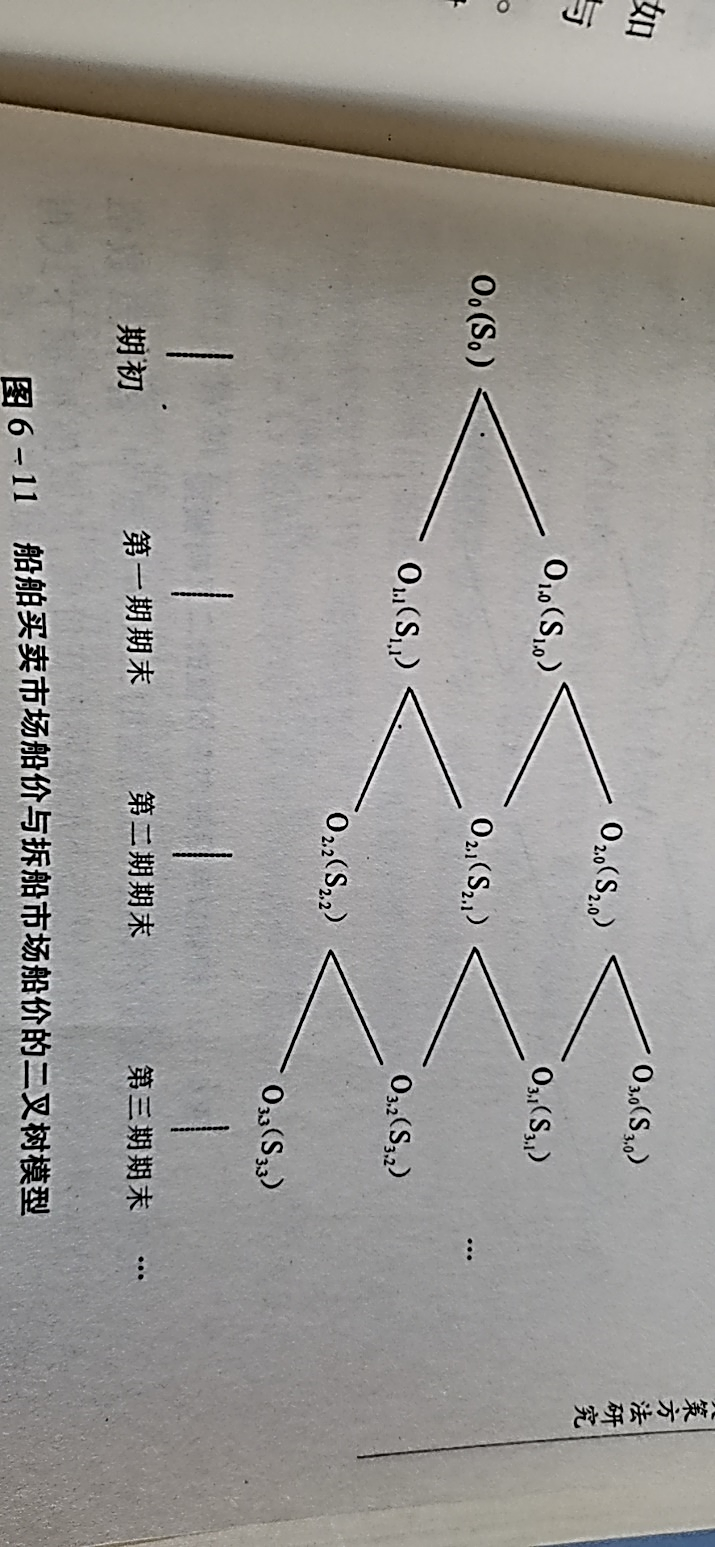 策方法研究
O₃,₀(S₃,₀)
O₂,₀(S₂,₀)
O₁,₀(S₁,₀) O₃,₁(S₃,₁)
O₀(S₀) O₂,₁(S₂,₁) …
O₁,₁(S₁,₁) O₃,₂(S₃,₂)
O₂,₂(S₂,₂)
O₃,₃(S₃,₃)
期初 第一期期末 第二期期末 第三期期末 …
图6-11 船舶买卖市场船价与拆船市场船价的二叉树模型
如
与
。